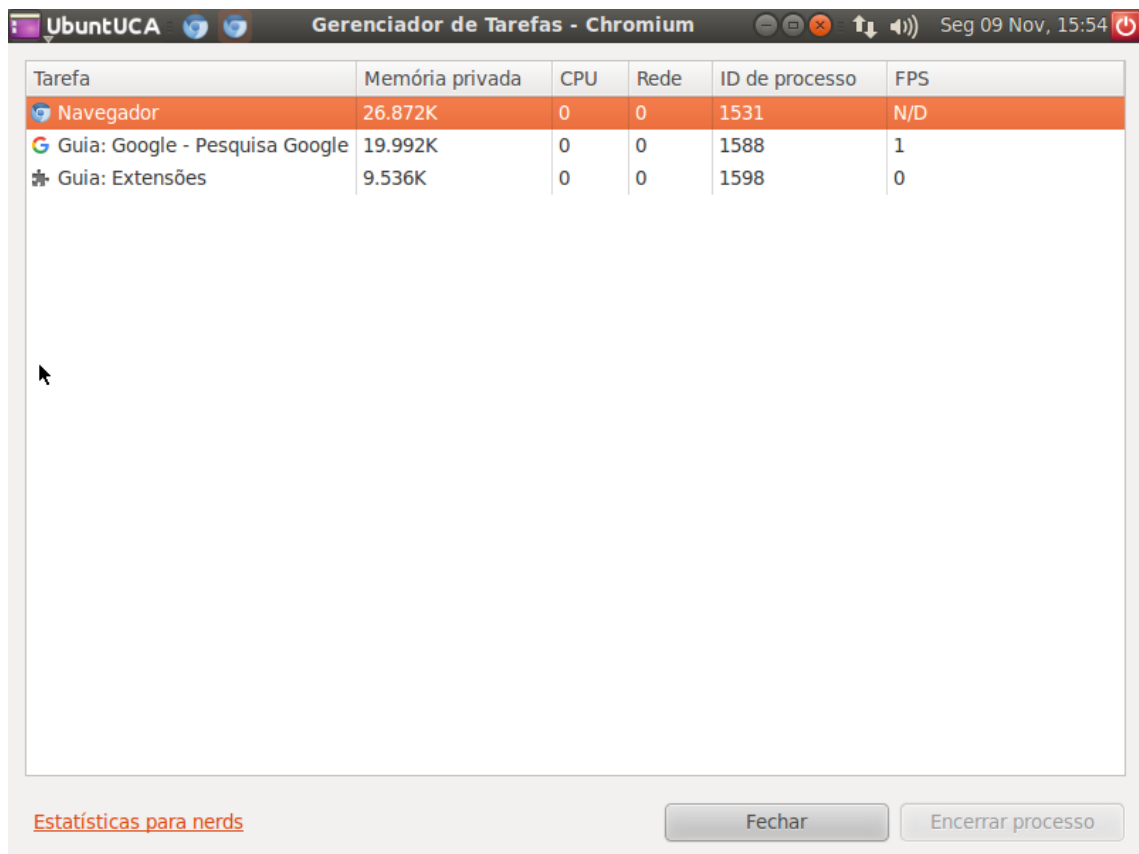 UbuntUCA Gerenciador de Tarefas - Chromium Seg 09 Nov, 15:54
Tarefa Memória privada CPU Rede ID de processo FPS
Navegador 26.872K 0 0 1531 N/D
Guia: Google - Pesquisa Google 19.992K 0 0 1588 1
Guia: Extensões 9.536K 0 0 1598 0
Estatísticas para nerds Fechar Encerrar processo